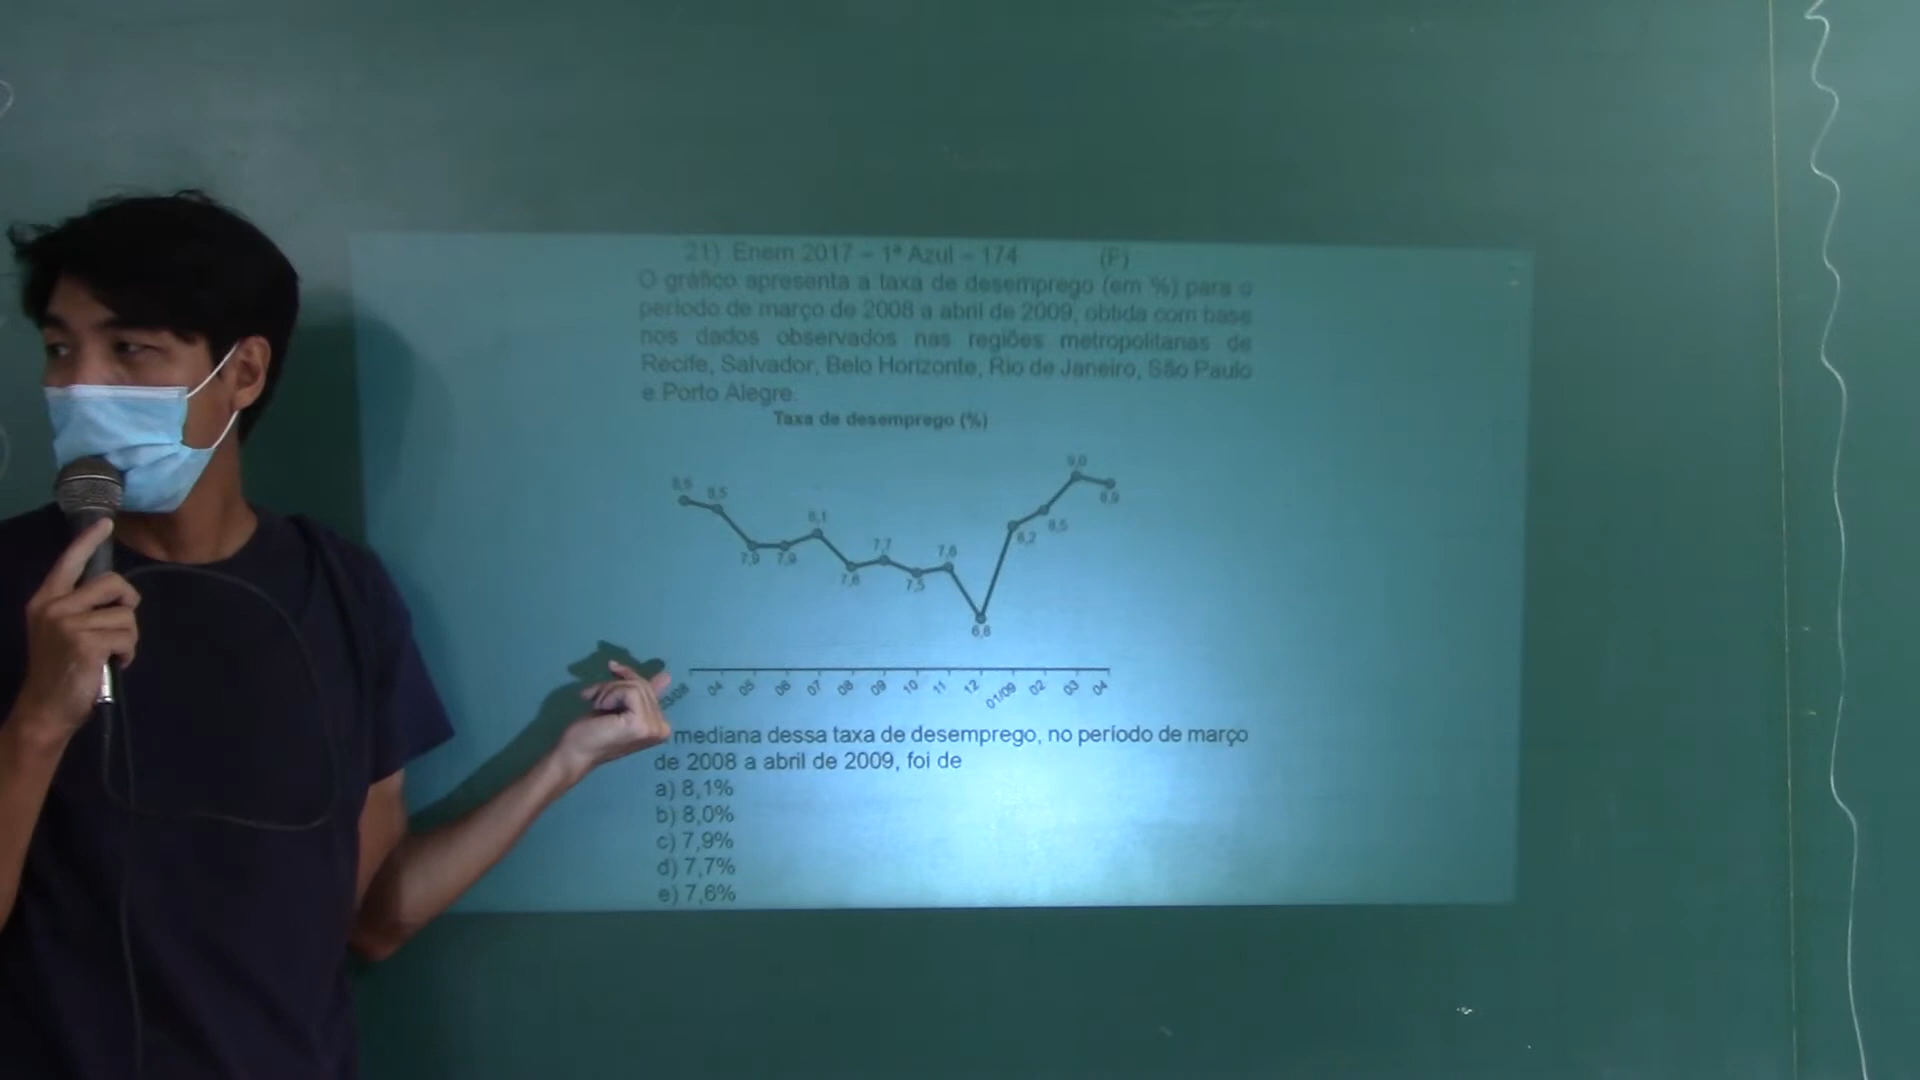 21) Enem 2017 – 1ª Azul – 174 (F)
O gráfico apresenta a taxa de desemprego (em %) para o
período de março de 2008 a abril de 2009, obtida com base
nos dados observados nas regiões metropolitanas de
Recife, Salvador, Belo Horizonte, Rio de Janeiro, São Paulo
e Porto Alegre.
Taxa de desemprego (%)
8,6 8,5 7,9 7,9 8,1 7,6 7,7 7,5 7,6 6,8 8,2 8,5 9,0 8,9
03/08 04 05 06 07 08 09 10 11 12 01/09 02 03 04
mediana dessa taxa de desemprego, no período de março
de 2008 a abril de 2009, foi de
a) 8,1%
b) 8,0%
c) 7,9%
d) 7,7%
e) 7,6%